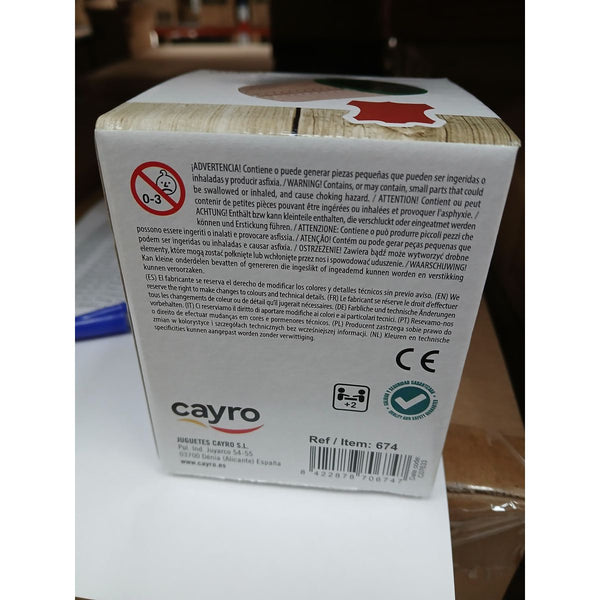 ¡ADVERTENCIA! Contiene o puede generar piezas pequeñas que pueden ser ingeridas o
inhaladas y producir asfixia. / WARNING! Contains, or may contain, small parts that could
be swallowed or inhaled, and cause choking hazard. / ATTENTION! Contient ou peut
contenir de petites pièces pouvant être ingérées ou inhalées et provoquer l'asphyxie. /
ACHTUNG! Enthält bzw kann kleinteile enthalten, die verschluckt oder eingeatmet werden
0-3
können und Erstickung führen. / ATTENZIONE: Contiene o può produrre piccoli pezzi che
possono essere ingeriti o inalati e provocare asfissia. / ATENÇÃO! Contém ou pode gerar peças pequenas que
podem ser ingeridas ou inaladas e causar asfixia. / OSTRZEŻENIE! Zawiera bądź może wytworzyć drobne
elementy, które mogą zostać połknięte lub wchłonięte przez nos i spowodować uduszenie. /WAARSCHUWING!
Kan kleine onderdelen bevatten of genereren die ingeslikt of ingeademd kunnen worden en verstikking
kunnen veroorzaken.
(ES) El fabricante se reserva el derecho de modificar los colores y detalles técnicos sin previo aviso. (EN) We
reserve the right to make changes to colours and technical details. (FR) Le fabricant se réserve le droit d'effectuer
tous les changements de couleur ou de détail qu'il jugerait nécessaires. (DE) Farbliche und technische Änderungen
vorbehalten. (IT) Ci riserviamo il diritto di apportare modifiche ai colori e ai particolari tecnici. (PT) Reservamo-nos
o direito de efectuar mudanças em cores e pormenores técnicos. (PL) Producent zastrzega sobie prawo do
zmian w kolorystyce i szczegółach technicznych bez wcześniejszej informacji. (NL) Kleuren en technische
specificities kunnen aangepast worden zonder verwittiging.
CE
+2
CALIDAD Y SEGURIDAD GARANTIZADA
QUALITY AND SAFETY GUARANTEED
cayro
JUGUETES CAYRO S.L.
Pol. Ind. Juyarco 54-55
03700 Dénia (Alicante) España
www.cayro.es
Ref / Item: 674
8 422878 70674
Date code: